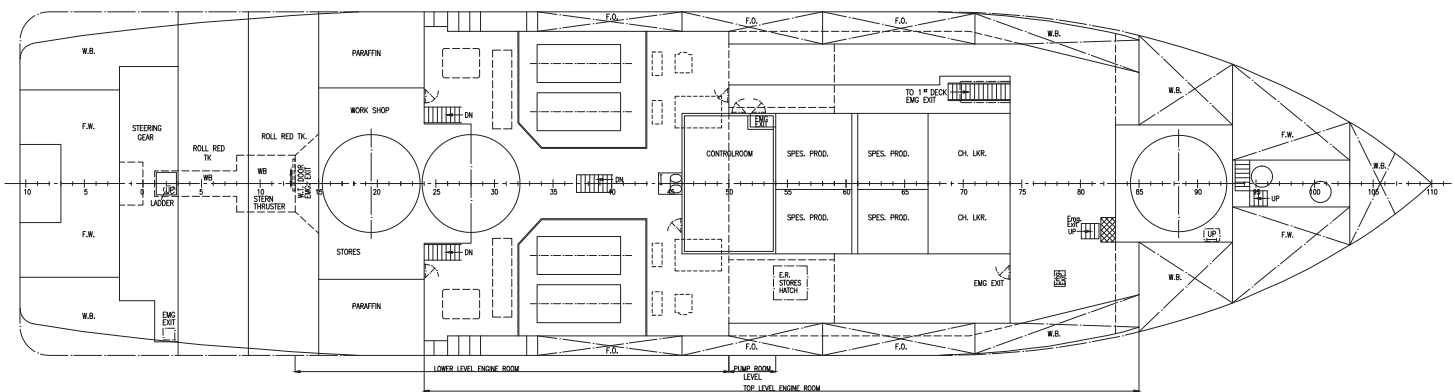 F.O.
F.O.
F.O.
W.B.
W.B.
PARAFFIN
W.B.
TO 1ST DECK
EMG EXIT
WORK SHOP
DN
F.W.
STEERING
GEAR
ROLL RED
TK
ROLL RED TK.
EMG
EXIT
F.W.
CONTROLROOM
SPES. PROD.
SPES. PROD.
CH. LKR.
W.B.
WB
WB
W.T. DOOR
EMG. EXIT
DN
UP
10 5 0 5 10 15 20 25 30 35 40 45 50 55 60 65 70 75 80 85 90 95 100 105 110
LADDER
STERN
THRUSTER
UP
SPES. PROD.
SPES. PROD.
CH. LKR.
Emg.
Exit
UP
UP
F.W.
F.W.
STORES
DN
E.R.
STORES
HATCH
EMG EXIT
W.B.
PARAFFIN
W.B.
EMG
EXIT
W.B.
F.O.
F.O.
F.O.
LOWER LEVEL ENGINE ROOM
PUMP ROOM
LEVEL
TOP LEVEL ENGINE ROOM